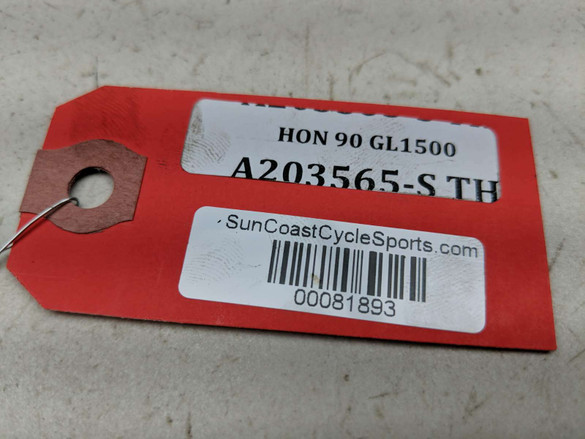 HON 90 GL1500
A203565-S TH
SunCoastCycleSports.com
00081893